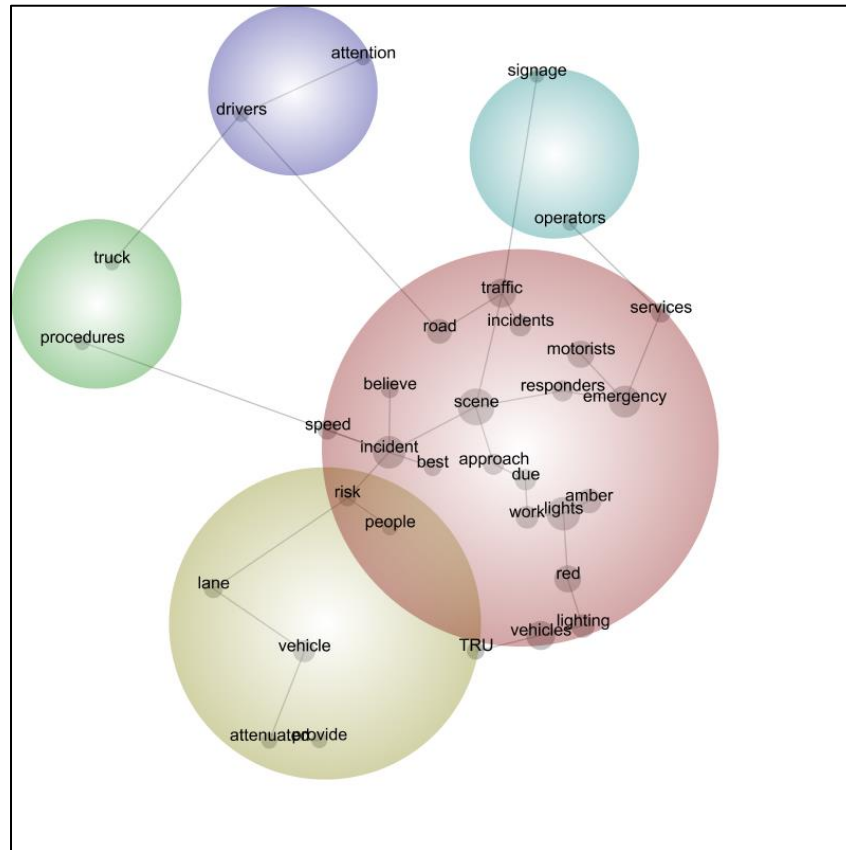 attention
signage
drivers
operators
truck
traffic
services
incidents
road
procedures
motorists
believe
responders
scene
emergency
speed
incident
best
approach
due
risk
amber
lights
work
people
red
lane
lighting
vehicles
TRU
vehicle
attenuated
provide